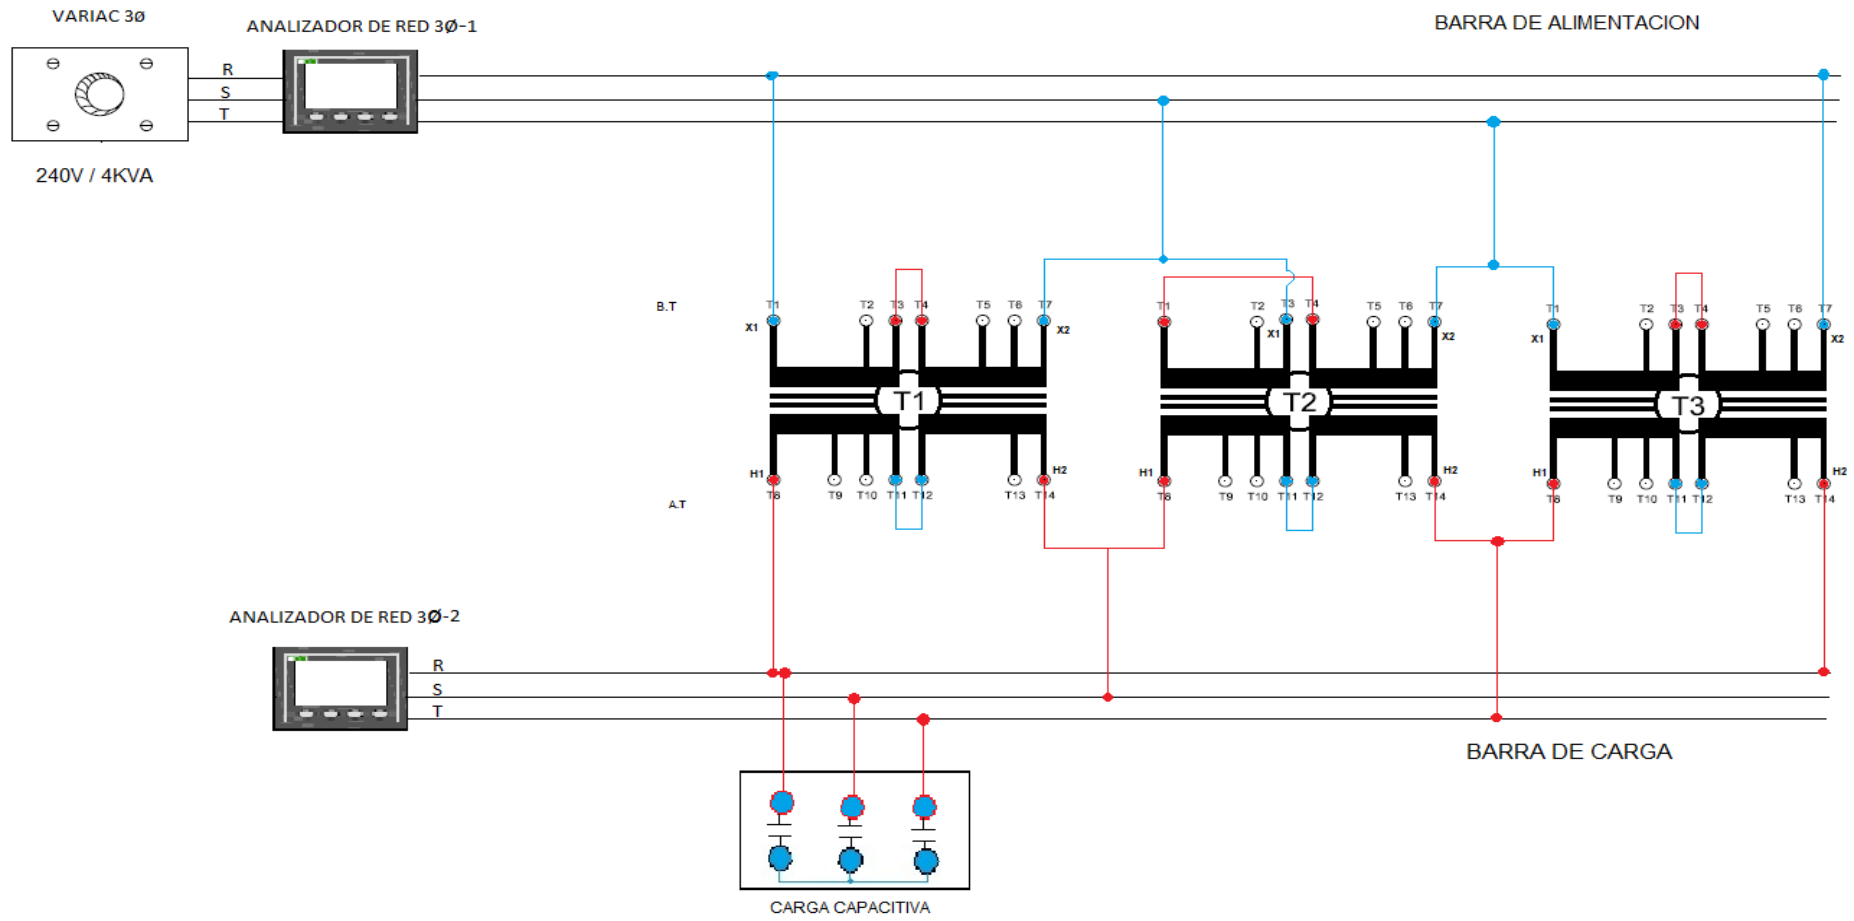 VARIAC 3ø
ANALIZADOR DE RED 3Ø-1
BARRA DE ALIMENTACION
R
S
T
240V / 4KVA
B.T
T1 T2 T3 T4 T5 T6 T7
X1 X2
T1 T2 T3 T4 T5 T6 T7
X1 X2
T1 T2 T3 T4 T5 T6 T7
X1 X2
T1 T2 T3
H1 H2 H1 H2 H1 H2
T8 T9 T10 T11 T12 T13 T14
T8 T9 T10 T11 T12 T13 T14
T8 T9 T10 T11 T12 T13 T14
A.T
ANALIZADOR DE RED 3Ø-2
R
S
T
BARRA DE CARGA
CARGA CAPACITIVA